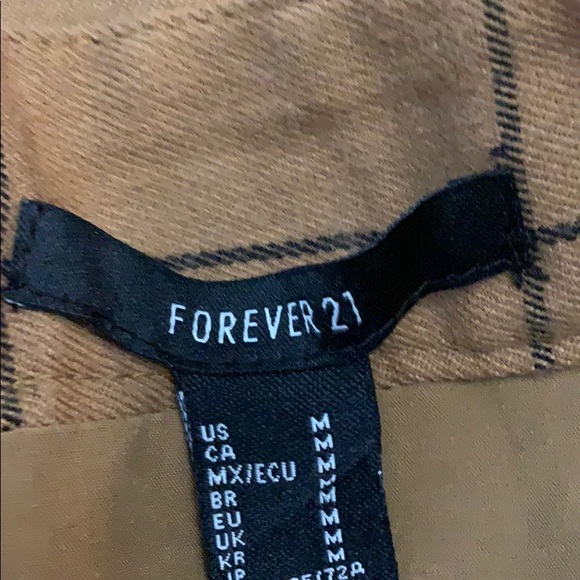 FOREVER 21
US M
CA M
MX/ECU M
BR M
EU M
UK M
KR M